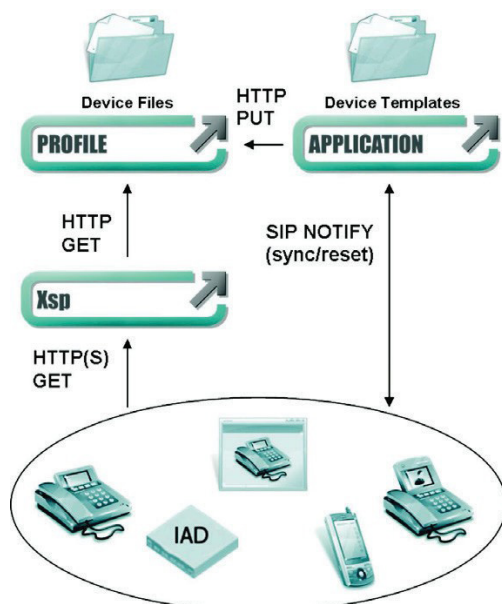 Device Files
HTTP
PUT
Device Templates
PROFILE
APPLICATION
HTTP
GET
SIP NOTIFY
(sync/reset)
Xsp
HTTP(S)
GET
IAD